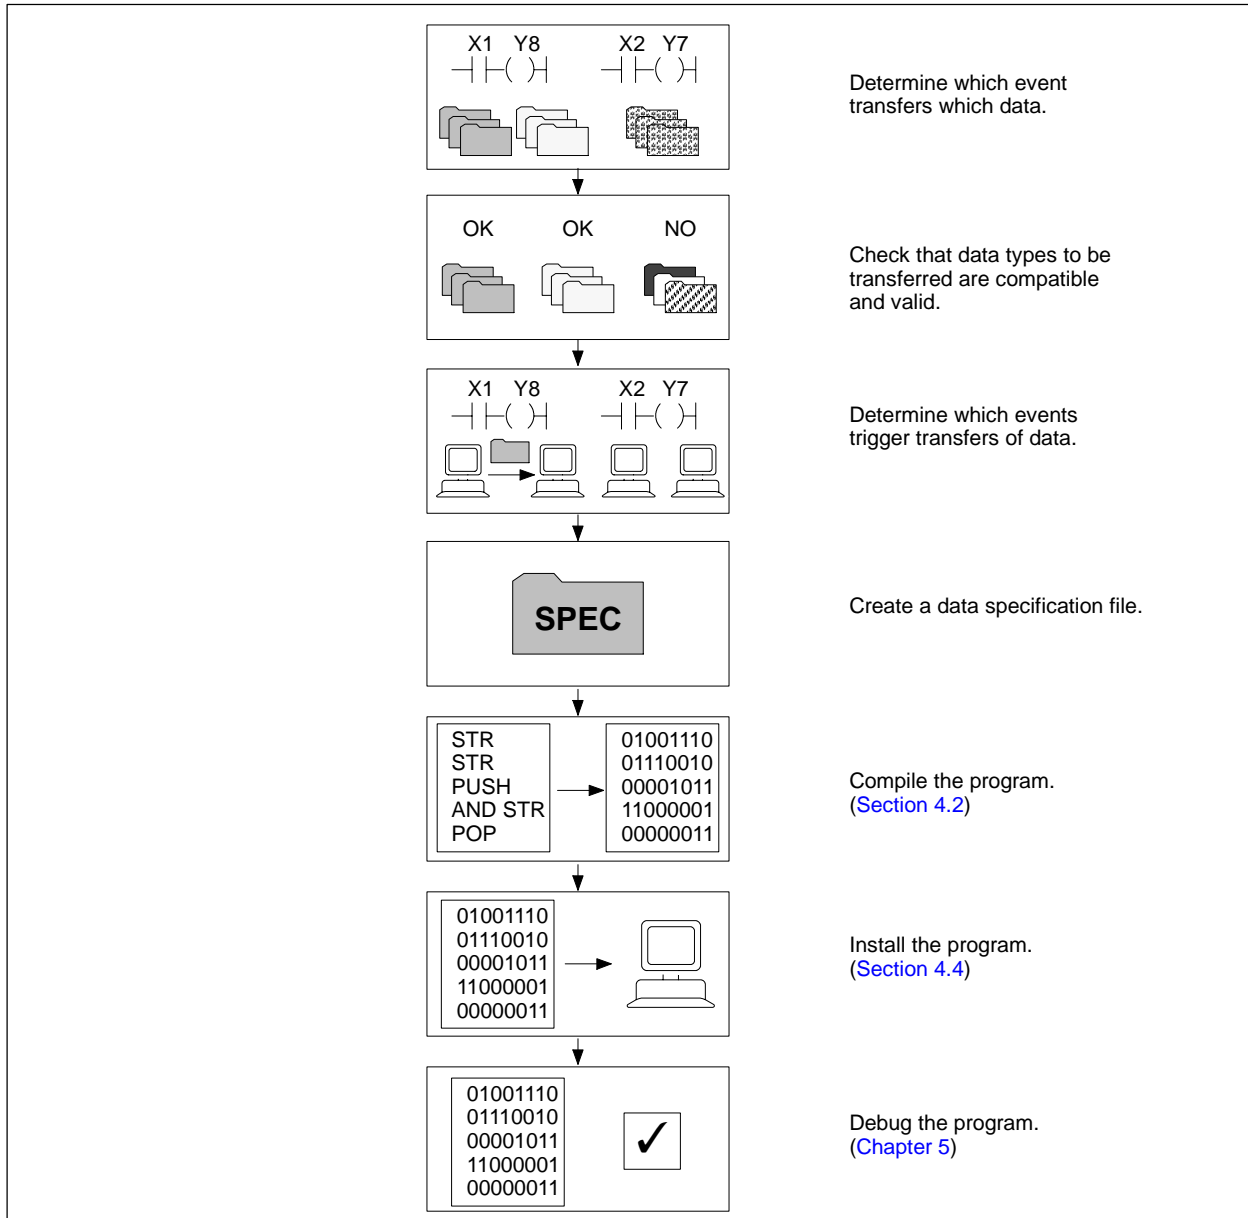 X1 Y8 X2 Y7
Determine which event
transfers which data.
OK OK NO
Check that data types to be
transferred are compatible
and valid.
X1 Y8 X2 Y7
Determine which events
trigger transfers of data.
SPEC
Create a data specification file.
STR
STR
PUSH
AND STR
POP
01001110
01110010
00001011
11000001
00000011
Compile the program.
(Section 4.2)
01001110
01110010
00001011
11000001
00000011
Install the program.
(Section 4.4)
01001110
01110010
00001011
11000001
00000011
Debug the program.
(Chapter 5)